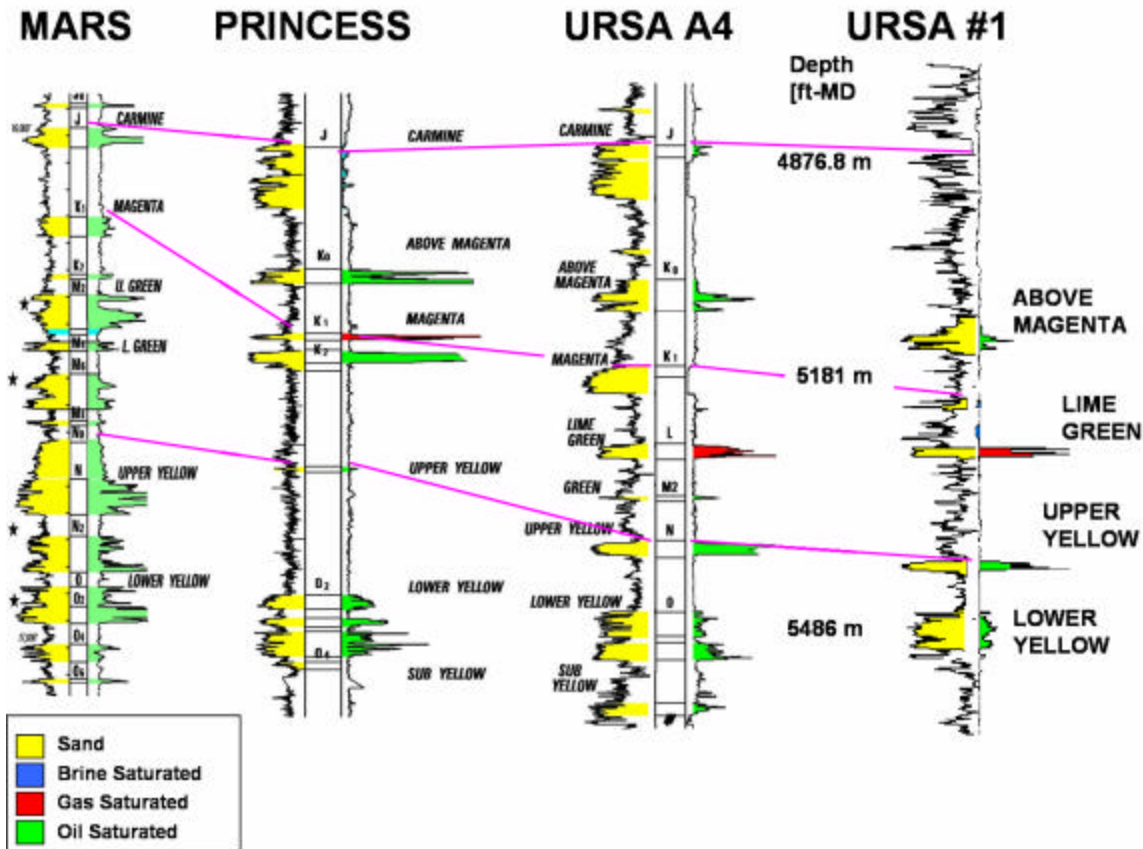 MARS
PRINCESS
URSA A4
URSA #1
Depth
[ft-MD
J
CARMINE
K1
MAGENTA
K2
M2
U. GREEN
L. GREEN
N
UPPER YELLOW
N2
O
LOWER YELLOW
O2
O4
J
CARMINE
K0
ABOVE MAGENTA
K1
MAGENTA
K2
UPPER YELLOW
LOWER YELLOW
SUB YELLOW
CARMINE
J
ABOVE
MAGENTA
MAGENTA
K1
LIME
GREEN
L
GREEN
M2
UPPER YELLOW
N
LOWER YELLOW
O
SUB
YELLOW
4876.8 m
5181 m
5486 m
ABOVE
MAGENTA
LIME
GREEN
UPPER
YELLOW
LOWER
YELLOW
Sand
Brine Saturated
Gas Saturated
Oil Saturated